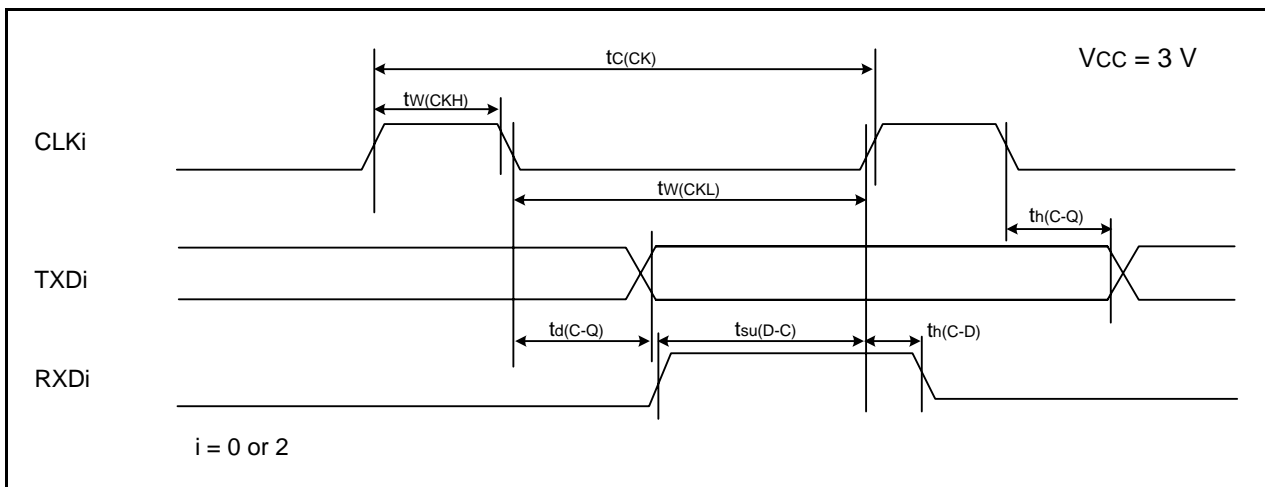 tC(CK)
VCC = 3 V
tW(CKH)
CLKi
tW(CKL)
th(C-Q)
TXDi
td(C-Q)
tsu(D-C)
th(C-D)
RXDi
i = 0 or 2